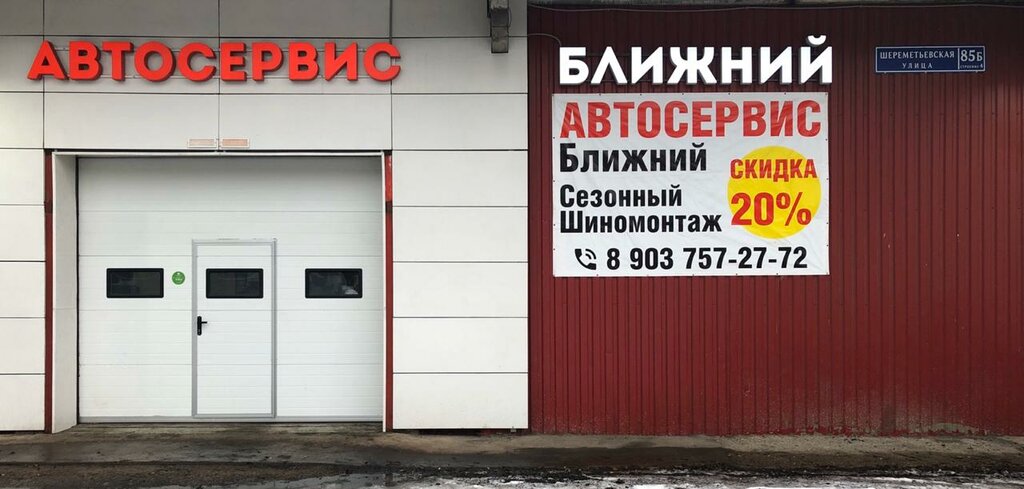 АВТОСЕРВИС
БЛИЖНИЙ
ШЕРЕМЕТЬЕВСКАЯ
УЛИЦА
85Б
АВТОСЕРВИС
Ближний
СКИДКА
20%
Сезонный
Шиномонтаж
8 903 757-27-72